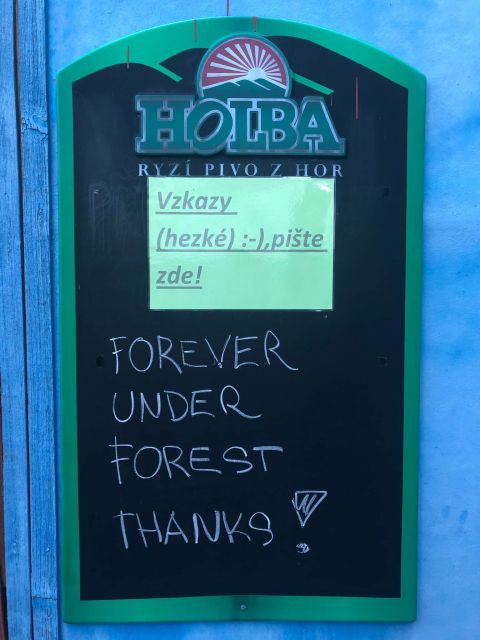 HOLBA
RYZÍ PIVO Z HOR
Vzkazy
(hezké) :-),pište
zde!
FOREVER
UNDER
FOREST
THANKS!